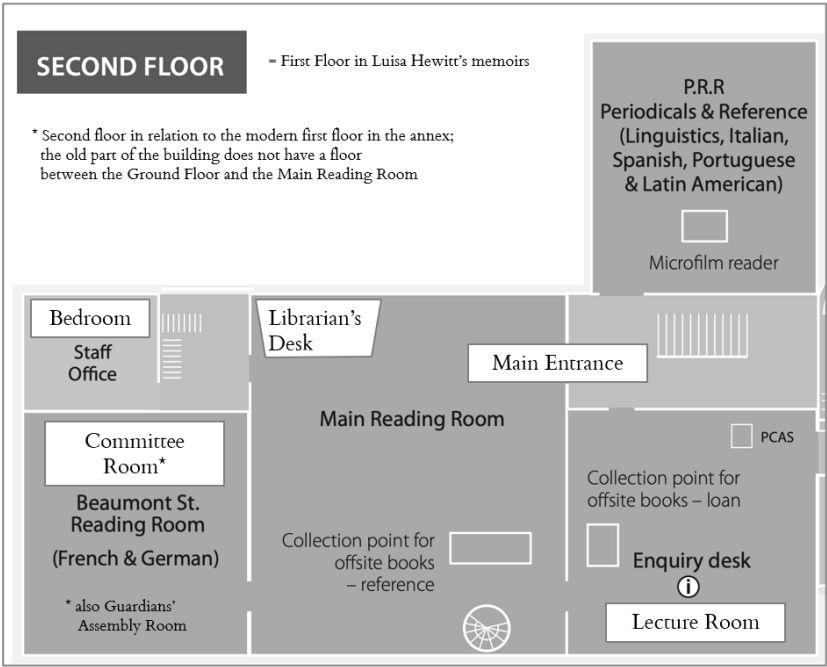 SECOND FLOOR
= First Floor in Luisa Hewitt's memoirs
* Second floor in relation to the modern first floor in the annex;
the old part of the building does not have a floor
between the Ground Floor and the Main Reading Room
P.R.R
Periodicals & Reference
(Linguistics, Italian,
Spanish, Portuguese
& Latin American)
Microfilm reader
Bedroom
Staff
Office
Librarian's
Desk
Main Entrance
Main Reading Room
Committee
Room*
Beaumont St.
Reading Room
(French & German)
* also Guardians'
Assembly Room
Collection point for
offsite books
– reference
PCAS
Collection point for
offsite books – loan
Enquiry desk
i
Lecture Room